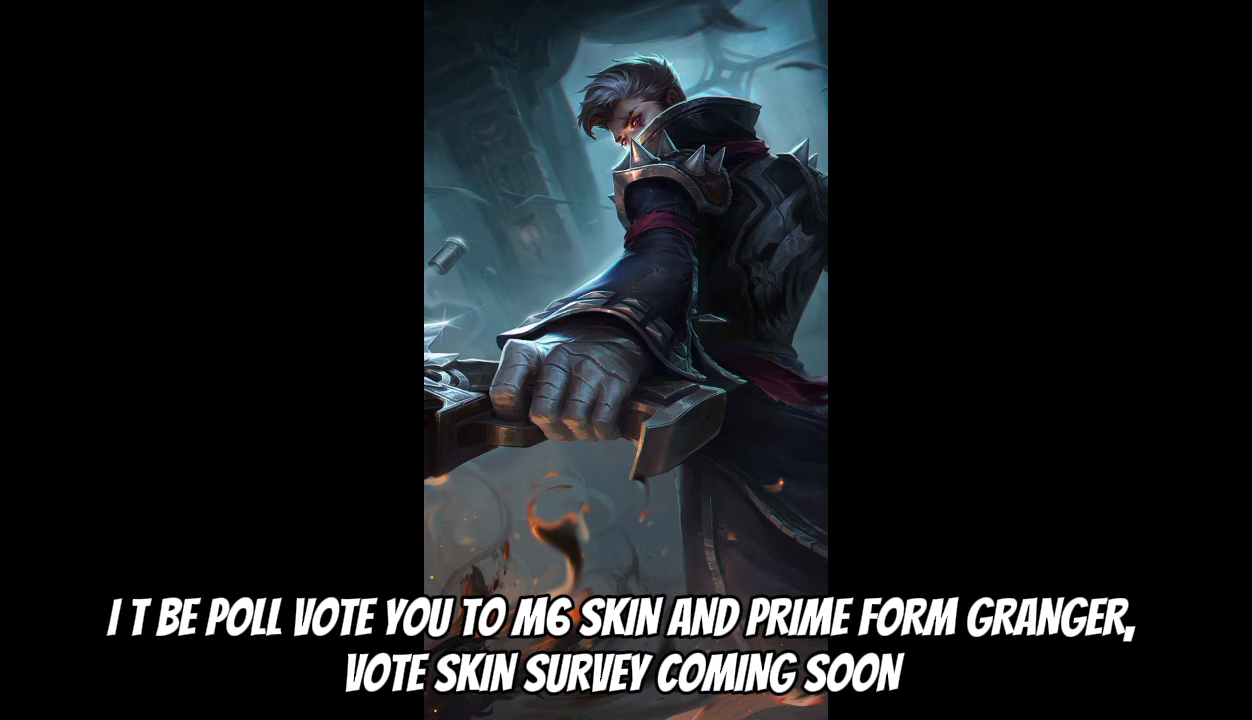 I T BE POLL VOTE YOU TO M6 SKIN AND PRIME FORM GRANGER,
VOTE SKIN SURVEY COMING SOON